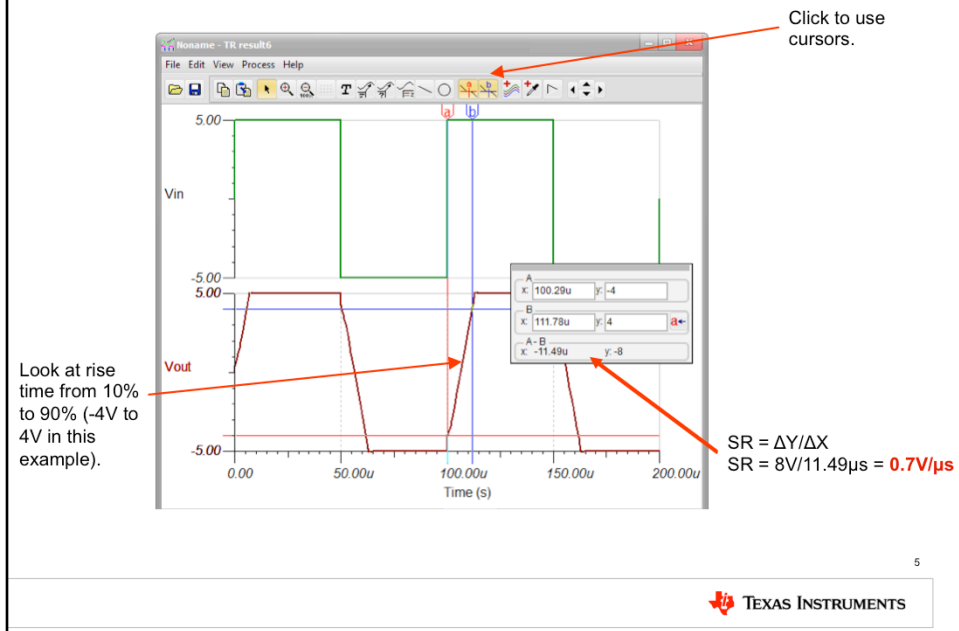 Click to use
cursors.
Noname - TR result6
File Edit View Process Help
T
a b
5.00
Vin
-5.00
A
x: 100.29u y: -4
B
x: 111.78u y: 4 a
A - B
x: -11.49u y: -8
5.00
Vout
-5.00
0.00 50.00u 100.00u 150.00u 200.00u
Time (s)
Look at rise
time from 10%
to 90% (-4V to
4V in this
example).
SR = ΔY/ΔX
SR = 8V/11.49µs = 0.7V/µs
5
TEXAS INSTRUMENTS